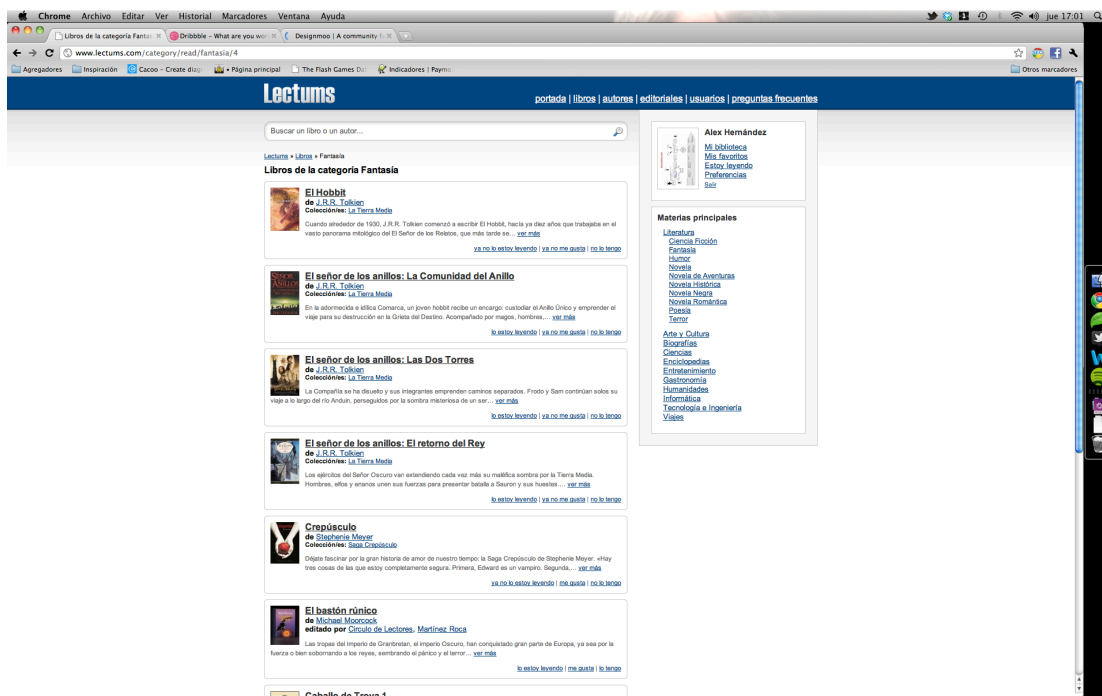 Chrome Archivo Editar Ver Historial Marcadores Ventana Ayuda
jue 17:01
Libros de la categoría Fantas
Dribbble - What are you wor
Designmoo | A community f
www.lectums.com/category/read/fantasia/4
Agregadores Inspiración Cacoo - Create diag • Página principal The Flash Games Da Indicadores | Paymo Otros marcadores
Lectums
portada | libros | autores | editoriales | usuarios | preguntas frecuentes
Buscar un libro o un autor...
Lectums » Libros » Fantasía
Libros de la categoría Fantasía
El Hobbit
de J.R.R. Tolkien
Colección/es: La Tierra Media
Cuando alrededor de 1930, J.R.R. Tolkien comenzó a escribir El Hobbit, hacía ya diez años que trabajaba en el
vasto panorama mitológico del El Señor de los Relatos, que más tarde se... ver más
ya no lo estoy leyendo | ya no me gusta | no lo tengo
El señor de los anillos: La Comunidad del Anillo
de J.R.R. Tolkien
Colección/es: La Tierra Media
En la adormecida e idílica Comarca, un joven hobbit recibe un encargo: custodiar el Anillo Único y emprender el
viaje para su destrucción en la Grieta del Destino. Acompañado por magos, hombres,... ver más
lo estoy leyendo | ya no me gusta | no lo tengo
El señor de los anillos: Las Dos Torres
de J.R.R. Tolkien
Colección/es: La Tierra Media
La Compañía se ha disuelto y sus integrantes emprenden caminos separados. Frodo y Sam continúan solos su
viaje a lo largo del río Anduin, perseguidos por la sombra misteriosa de un ser... ver más
lo estoy leyendo | ya no me gusta | no lo tengo
El señor de los anillos: El retorno del Rey
de J.R.R. Tolkien
Colección/es: La Tierra Media
Los ejércitos del Señor Oscuro van extendiendo cada vez más su maléfica sombra por la Tierra Media.
Hombres, elfos y enanos unen sus fuerzas para presentar batalla a Sauron y sus huestes.... ver más
lo estoy leyendo | ya no me gusta | no lo tengo
Crepúsculo
de Stephenie Meyer
Colección/es: Saga Crepúsculo
Déjate fascinar por la gran historia de amor de nuestro tiempo: la Saga Crepúsculo de Stephenie Meyer. «Hay
tres cosas de las que estoy completamente segura. Primera, Edward es un vampiro. Segunda,... ver más
ya no lo estoy leyendo | me gusta | no lo tengo
El bastón rúnico
de Michael Moorcock
editado por Círculo de Lectores, Martínez Roca
Las tropas del Imperio de Granbretan, el imperio Oscuro, han conquistado gran parte de Europa, ya sea por la
fuerza o bien sobornando a los reyes, sembrando el pánico y el terror... ver más
lo estoy leyendo | me gusta | lo tengo
Caballo de Troya 1
Alex Hernández
Mi biblioteca
Mis favoritos
Estoy leyendo
Preferencias
Salir
Materias principales
Literatura
Ciencia Ficción
Fantasía
Humor
Novela
Novela de Aventuras
Novela Histórica
Novela Negra
Novela Romántica
Poesía
Terror
Arte y Cultura
Biografías
Ciencias
Enciclopedias
Entretenimiento
Gastronomía
Humanidades
Informática
Tecnología e Ingeniería
Viajes